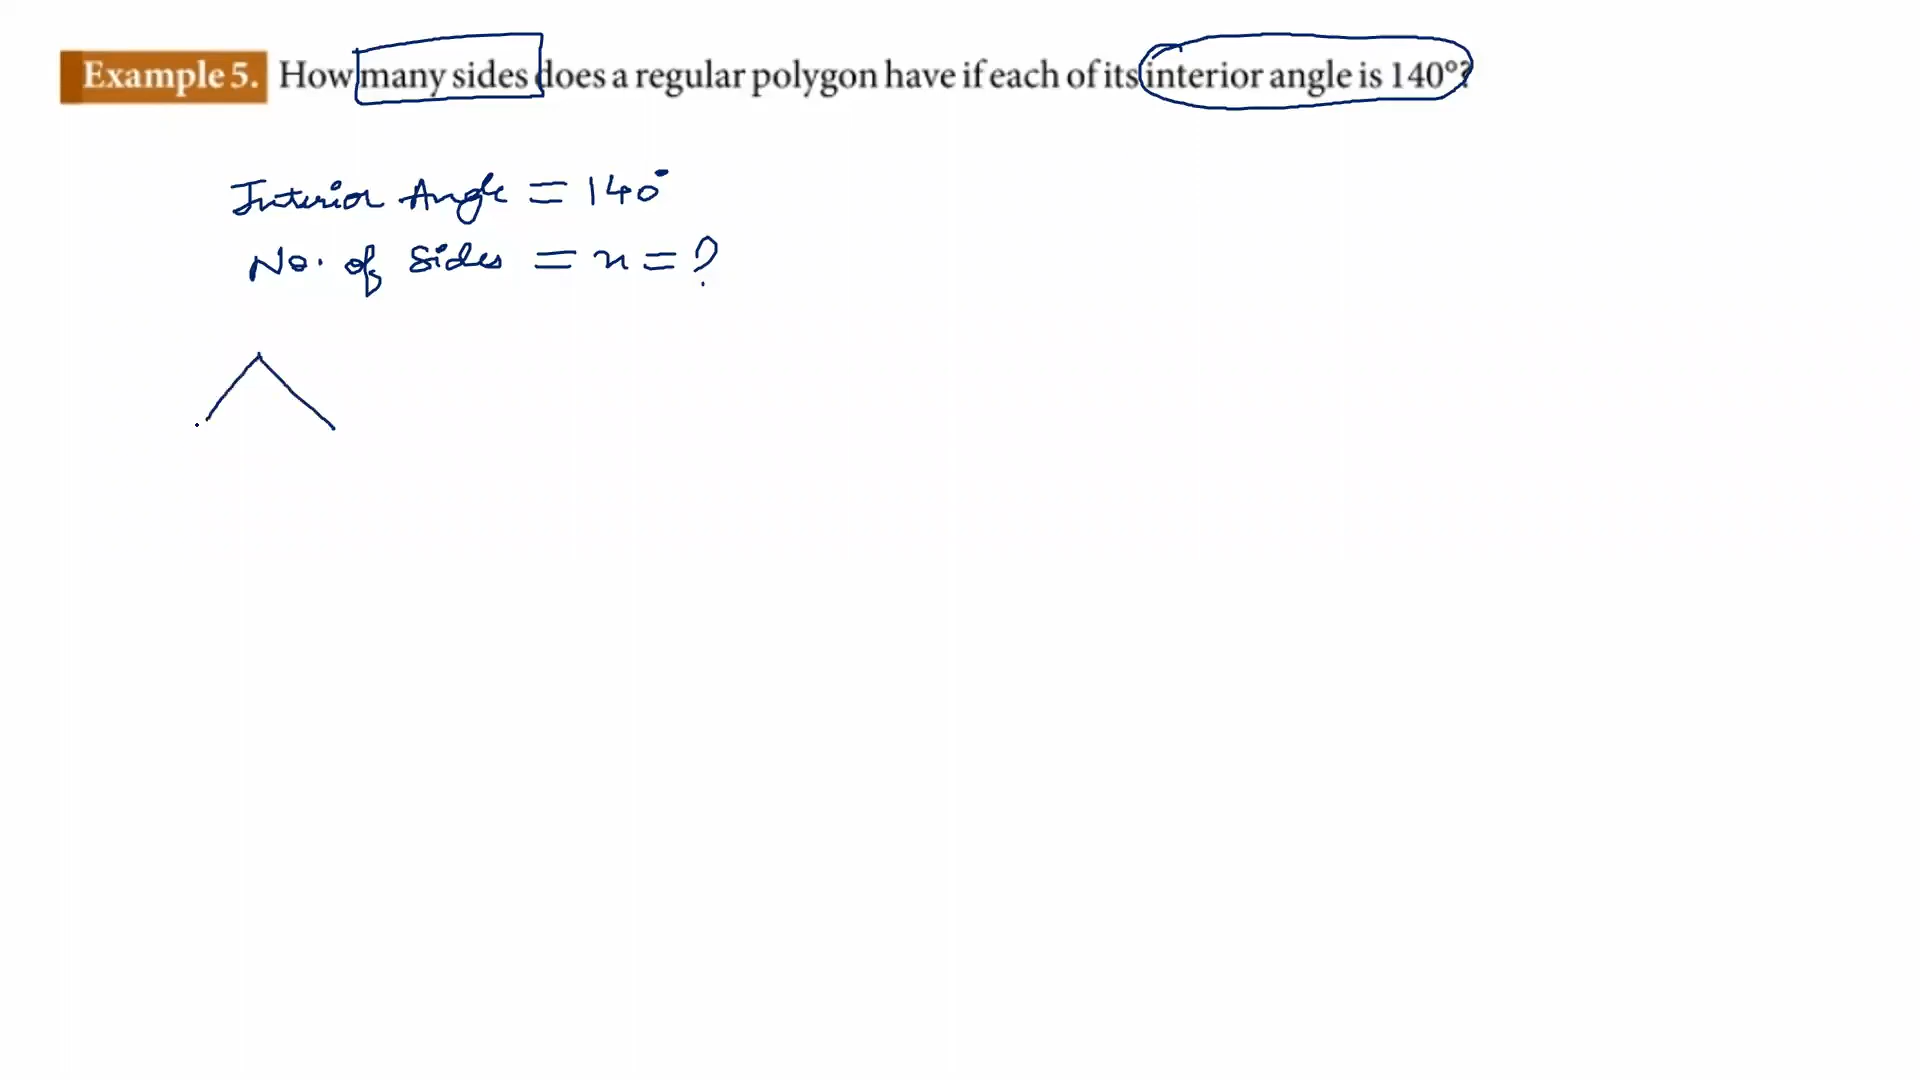 Example 5. How many sides does a regular polygon have if each of its interior angle is 140°?
Interior Angle = 140°
No. of Sides = n = ?